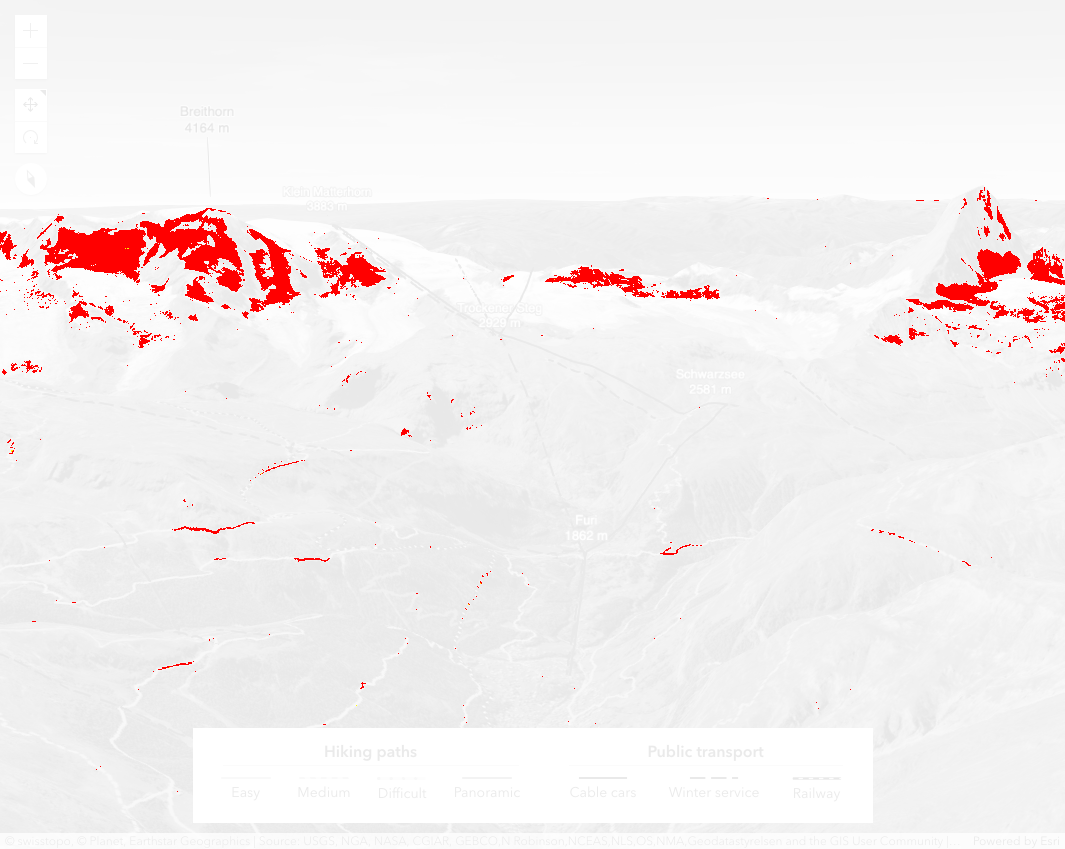 Breithorn
4164 m
Klein Matterhorn
3883 m
Trockener Steg
2929 m
Schwarzsee
2581 m
Furi
1862 m
Hiking paths
Public transport
Easy
Medium
Difficult
Panoramic
Cable cars
Winter service
Railway
© swisstopo, © Planet, Earthstar Geographics | Source: USGS, NGA, NASA, CGIAR, GEBCO,N Robinson,NCEAS,NLS,OS,NMA,Geodatastyrelsen and the GIS User Community |
Powered by Esri